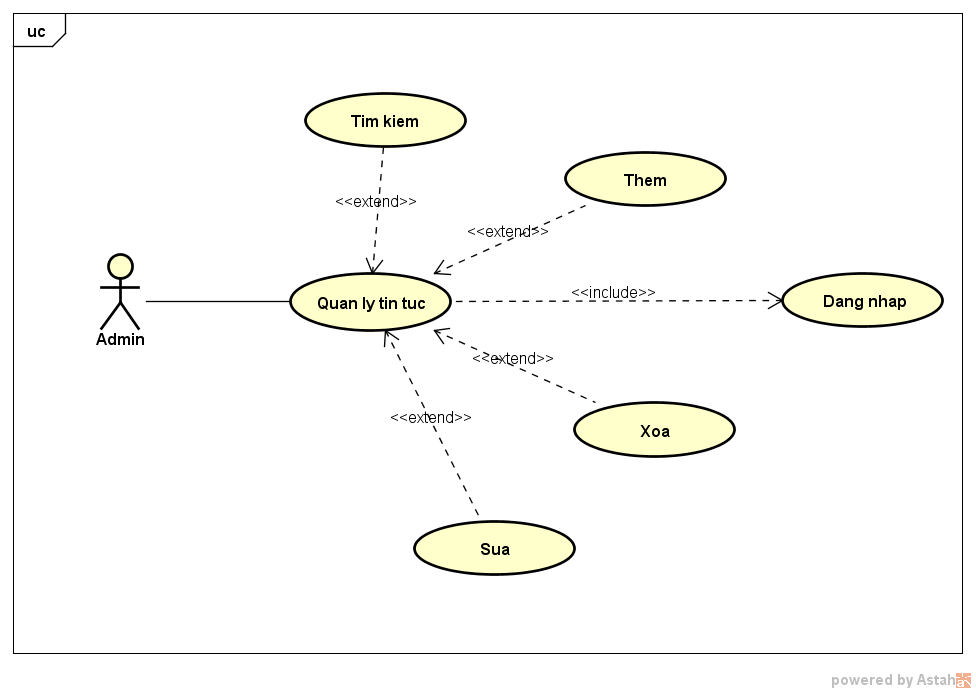 uc
Tim kiem
Them
<<extend>>
<<extend>>
Quan ly tin tuc
<<include>>
Dang nhap
Admin
<<extend>>
<<extend>>
Xoa
Sua
powered by Astah